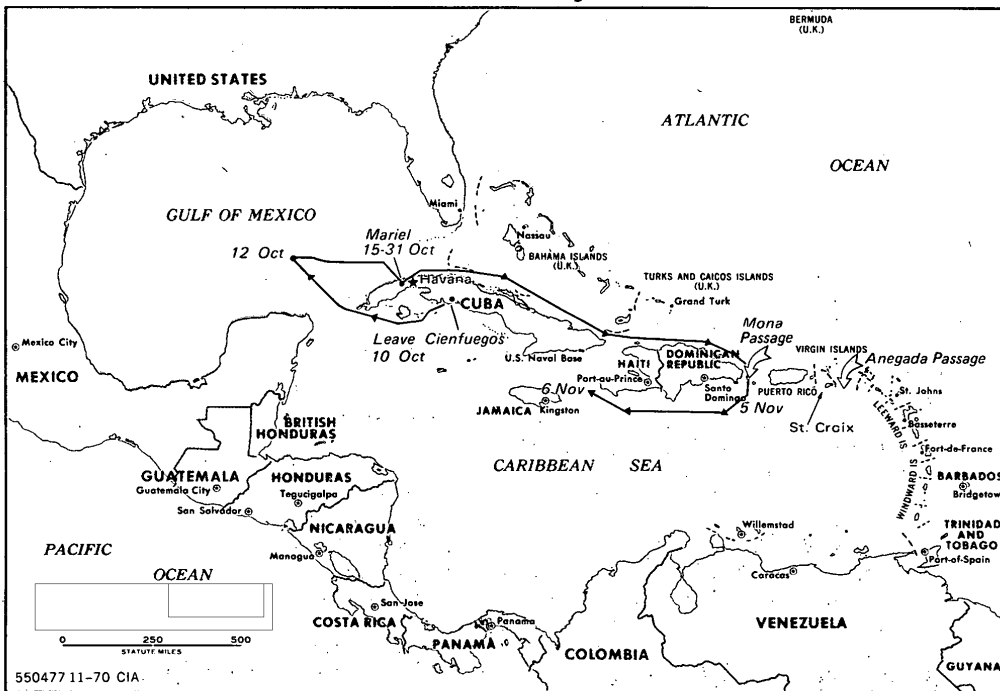 BERMUDA
(U.K.)
UNITED STATES
ATLANTIC
OCEAN
GULF OF MEXICO
Miami
Nassau
BAHAMA ISLANDS
(U.K.)
Mariel
15-31 Oct
12 Oct
Havana
CUBA
TURKS AND CAICOS ISLANDS
(U.K.)
Grand Turk
Leave Cienfuegos
10 Oct
U.S. Naval Base
Mona
Passage
VIRGIN ISLANDS
Anegada Passage
Mexico City
MEXICO
HAITI
DOMINICAN
REPUBLIC
Port-au-Prince
Santo
Domingo
PUERTO RICO
St. Johns
6 Nov
5 Nov
JAMAICA
Kingston
St. Croix
LEEWARD IS
Basseterre
BRITISH
HONDURAS
Fort-de-France
CARIBBEAN SEA
WINDWARD IS
GUATEMALA
Guatemala City
HONDURAS
Tegucigalpa
BARBADOS
Bridgetown
San Salvador
NICARAGUA
Managua
Willemstad
TRINIDAD
AND
TOBAGO
Port-of-Spain
PACIFIC
OCEAN
Caracas
San Jose
COSTA RICA
Panama
PANAMA
COLOMBIA
VENEZUELA
GUYANA
0 250 500
STATUTE MILES
550477 11-70 CIA